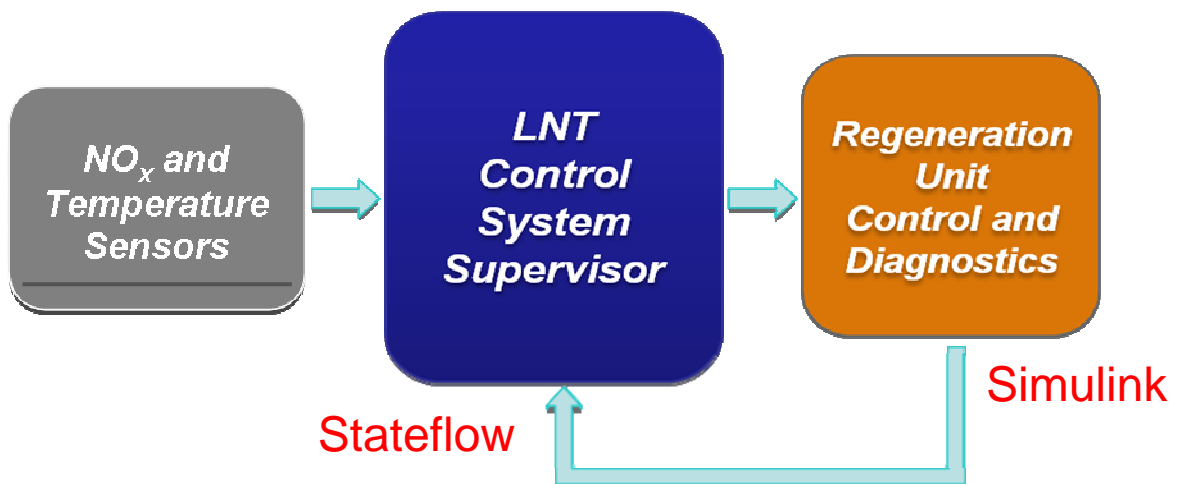 NOx and
Temperature
Sensors
LNT
Control
System
Supervisor
Regeneration
Unit
Control and
Diagnostics
Stateflow
Simulink